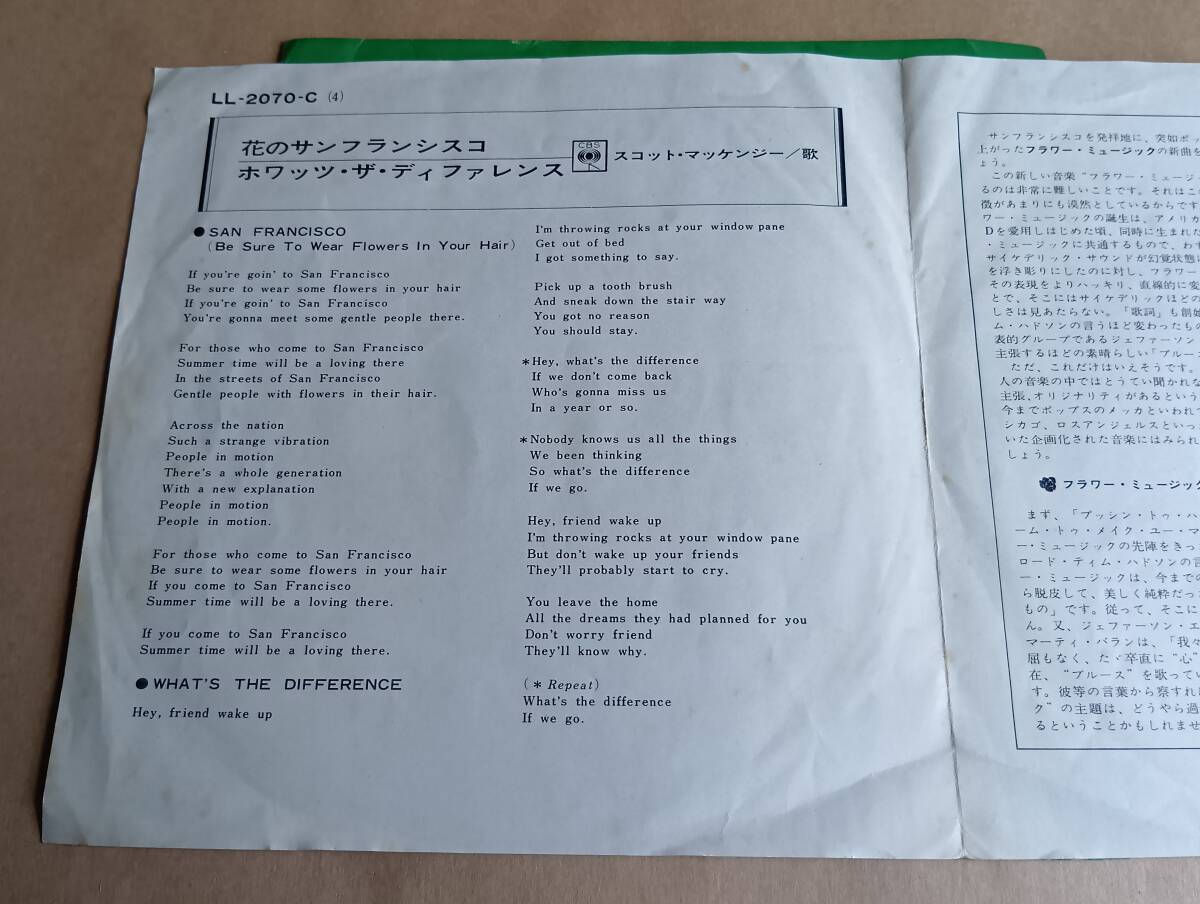 LL-2070-C (4)
花のサンフランシスコ
ホワッツ・ザ・ディファレンス
CBS
スコット・マッケンジー/歌
●SAN FRANCISCO
(Be Sure To Wear Flowers In Your Hair)
If you're goin' to San Francisco
Be sure to wear some flowers in your hair
If you're goin' to San Francisco
You're gonna meet some gentle people there.
For those who come to San Francisco
Summer time will be a loving there
In the streets of San Francisco
Gentle people with flowers in their hair.
Across the nation
Such a strange vibration
People in motion
There's a whole generation
With a new explanation
People in motion
People in motion.
For those who come to San Francisco
Be sure to wear some flowers in your hair
If you come to San Francisco
Summer time will be a loving there.
If you come to San Francisco
Summer time will be a loving there.
●WHAT'S THE DIFFERENCE
Hey, friend wake up
I'm throwing rocks at your window pane
Get out of bed
I got something to say.
Pick up a tooth brush
And sneak down the stair way
You got no reason
You should stay.
*Hey, what's the difference
If we don't come back
Who's gonna miss us
In a year or so.
*Nobody knows us all the things
We been thinking
So what's the difference
If we go.
Hey, friend wake up
I'm throwing rocks at your window pane
But don't wake up your friends
They'll probably start to cry.
You leave the home
All the dreams they had planned for you
Don't worry friend
They'll know why.
(* Repeat)
What's the difference
If we go.
サンフランシスコを発祥地に、突如ポッ
上がったフラワー・ミュージックの新曲を
ょう。
この新しい音楽"フラワー・ミュージッ
るのは非常に難しいことです。それはこ
徴があまりにも漠然としているからです
ワー・ミュージックの誕生は、アメリカ
Dを愛用しはじめた頃、同時に生まれた
・ミュージックに共通するもので、わず
サイケデリック・サウンドが幻覚状態に
を浮き彫りにしたのに対し、フラワー
その表現をよりハッキリ、直線的に変
とで、そこにはサイケデリックほどの
しさは見あたらない。「歌詞」も創始
ム・ハドソンの言うほど変わったもの
表的グループであるジェファーソン
主張するほどの素晴らしい「ブルー
ただ、これだけはいえそうです。
人の音楽の中ではとうてい聞かれな
主張、オリジナリティがあるという
今までポップスのメッカといわれて
シカゴ、ロスアンジェルスといっ
いた企画化された音楽にはみられ
しょう。
フラワー・ミュージック
まず、「プッシン・トゥ・ハ
ーム・トゥ・メイク・ユー・マ
ー・ミュージックの先陣をきっ
ロード・ティム・ハドソンの言
ー・ミュージックは、今までの
ら脱皮して、美しく純粋だっ
もの」です。従って、そこに
ん。又、ジェファーソン・エ
マーティ・バランは、「我々
屈もなく、たゞ卒直に"心"
在、"ブルース"を歌ってい
す。彼等の言葉から察すれ
ク"の主題は、どうやら過
るということかもしれませ